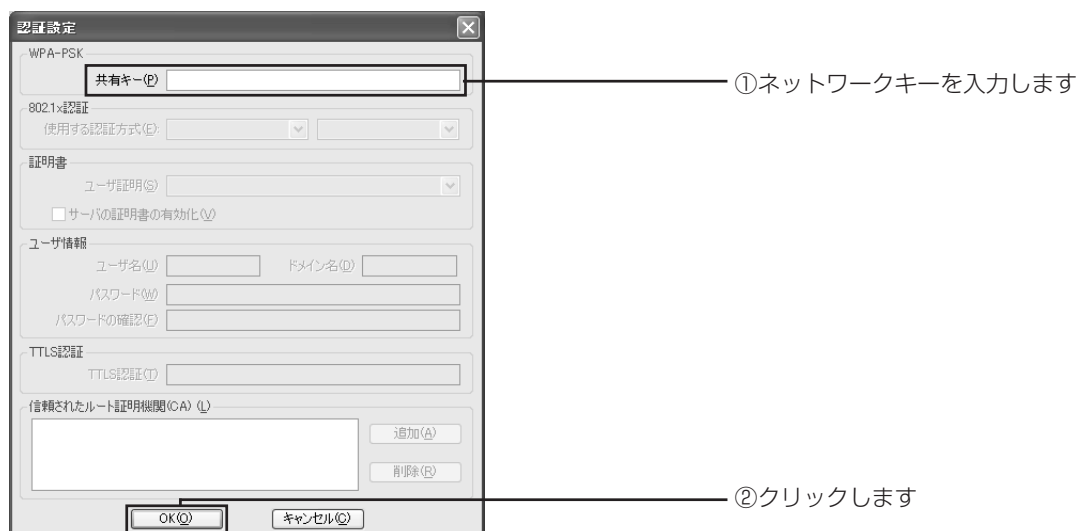 認証設定
WPA-PSK
共有キー(P)
①ネットワークキーを入力します
802.1x認証
使用する認証方式(E):
証明書
ユーザ証明(S)
サーバの証明書の有効化(V)
ユーザ情報
ユーザ名(U) ドメイン名(D)
パスワード(W)
パスワードの確認(F)
TTLS認証
TTLS認証(T)
信頼されたルート証明機関(CA) (L)
追加(A)
削除(R)
②クリックします
OK(O) キャンセル(C)